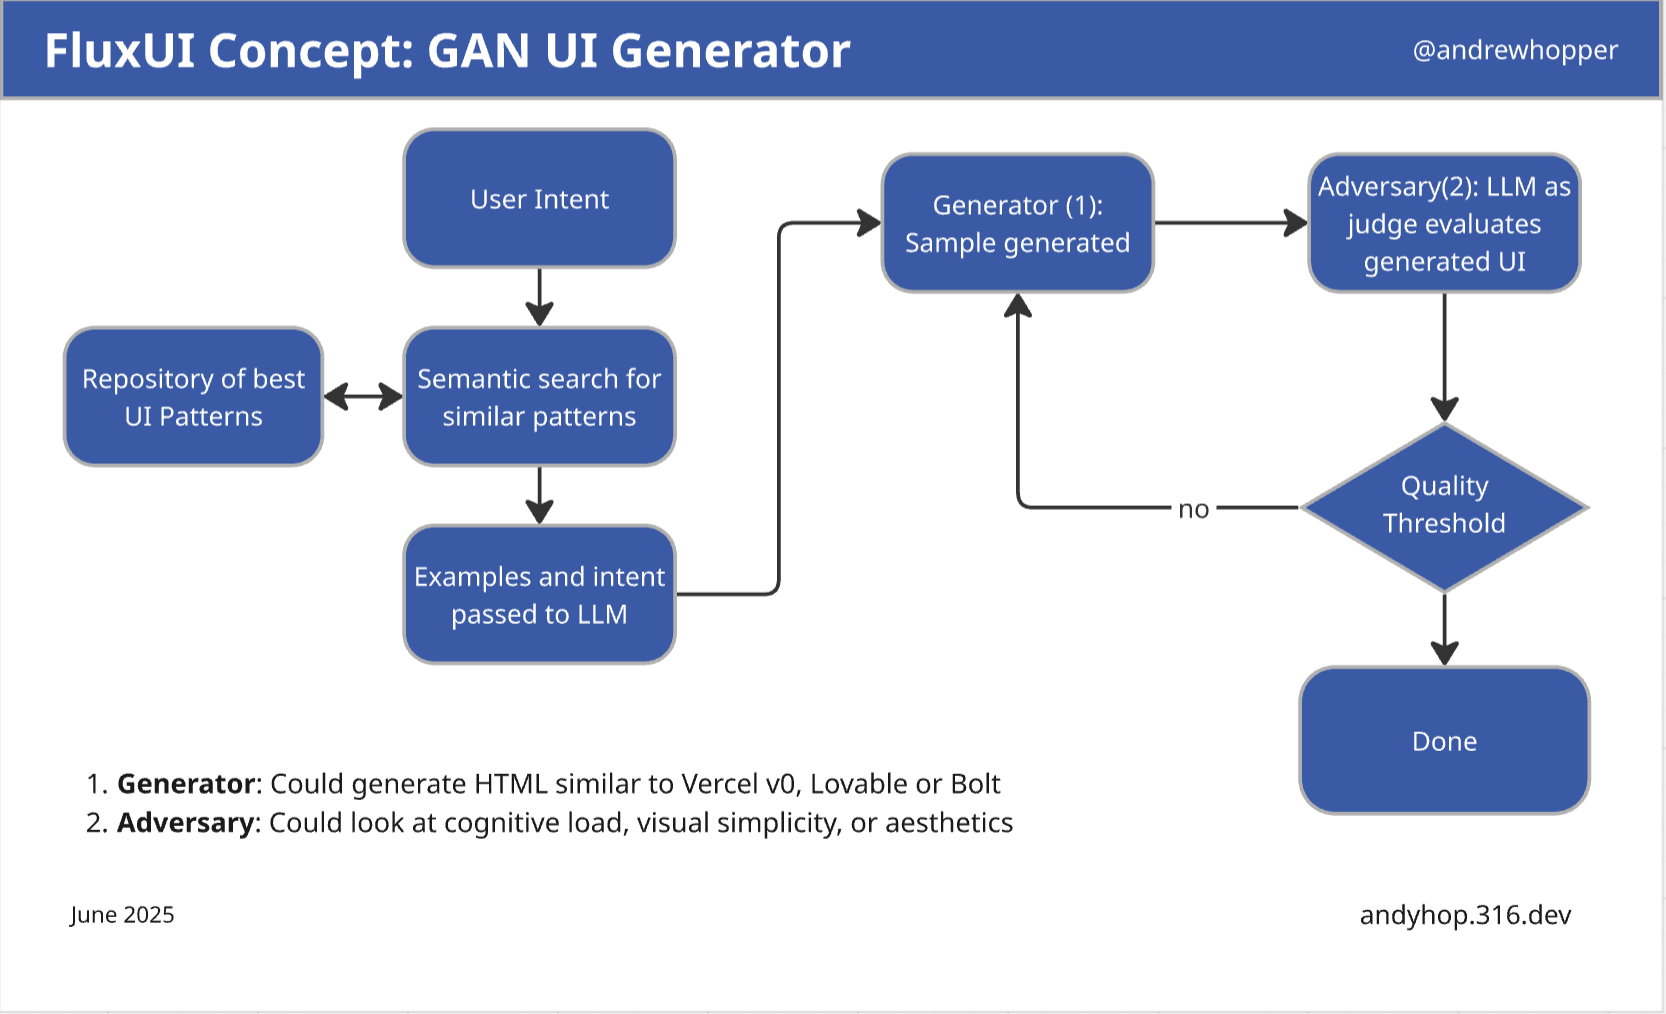 FluxUI Concept: GAN UI Generator
@andrewhopper
User Intent
Repository of best
UI Patterns
Semantic search for
similar patterns
Examples and intent
passed to LLM
Generator (1):
Sample generated
Adversary(2): LLM as
judge evaluates
generated UI
Quality
Threshold
no
Done
1. Generator: Could generate HTML similar to Vercel v0, Lovable or Bolt
2. Adversary: Could look at cognitive load, visual simplicity, or aesthetics
June 2025
andyhop.316.dev